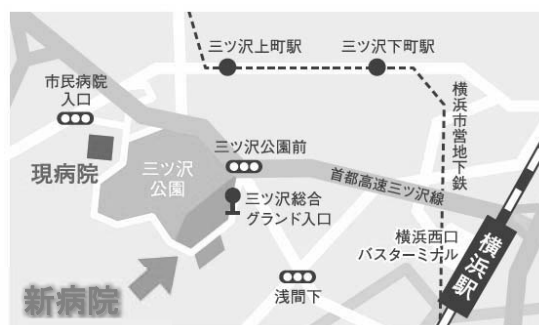 三ツ沢上町駅
三ツ沢下町駅
市民病院
入口
現病院
三ツ沢
公園
三ツ沢公園前
三ツ沢総合
グランド入口
首都高速三ツ沢線
横浜市営地下鉄
横浜西口
バスターミナル
横浜駅
浅間下
新病院